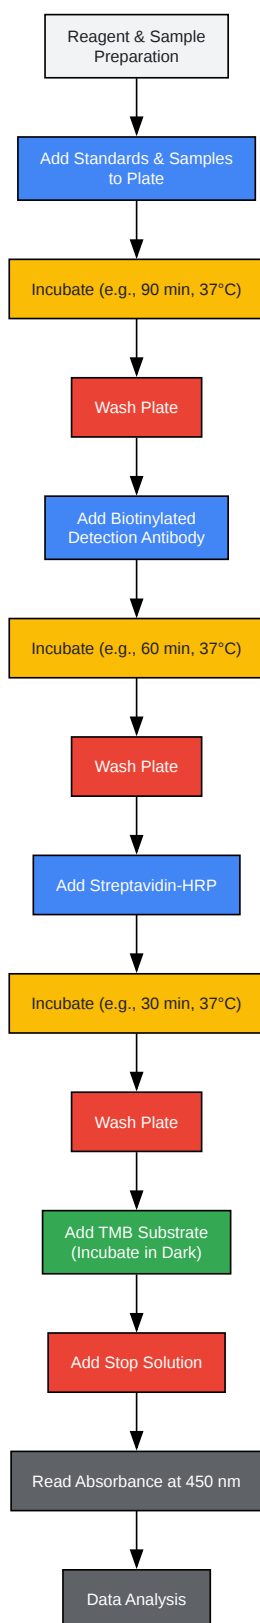 Reagent & Sample
Preparation
Add Standards & Samples
to Plate
Incubate (e.g., 90 min, 37°C)
Wash Plate
Add Biotinylated
Detection Antibody
Incubate (e.g., 60 min, 37°C)
Wash Plate
Add Streptavidin-HRP
Incubate (e.g., 30 min, 37°C)
Wash Plate
Add TMB Substrate
(Incubate in Dark)
Add Stop Solution
Read Absorbance at 450 nm
Data Analysis